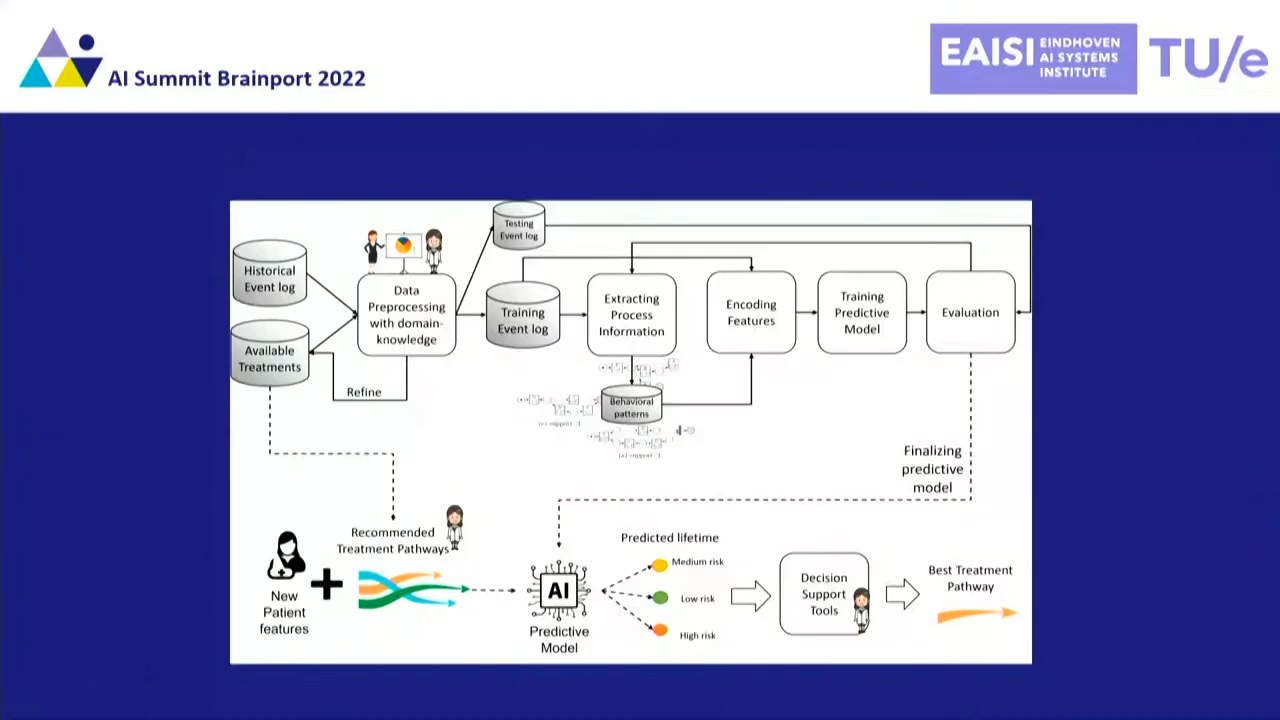 AI Summit Brainport 2022
EAISI
EINDHOVEN
AI SYSTEMS
INSTITUTE
TU/e
Testing
Event log
Historical
Event log
Data
Preprocessing
with domain-
knowledge
Training
Event log
Extracting
Process
Information
Encoding
Features
Training
Predictive
Model
Evaluation
Available
Treatments
Refine
Behavioral
patterns
Finalizing
predictive
model
Recommended
Treatment Pathways
New
Patient
features
AI
Predictive
Model
Predicted lifetime
Medium risk
Low risk
High risk
Decision
Support
Tools
Best Treatment
Pathway